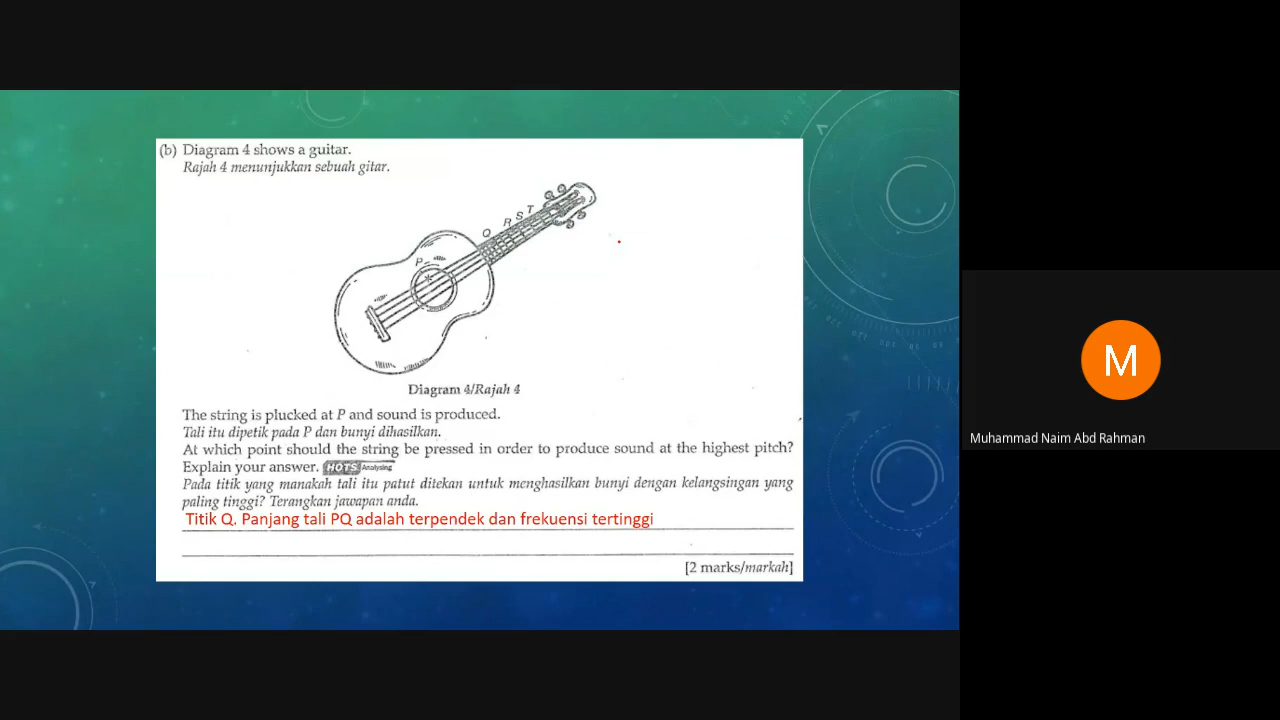 (b) Diagram 4 shows a guitar.
Rajah 4 menunjukkan sebuah gitar.
Q R S T
P
Diagram 4/Rajah 4
The string is plucked at P and sound is produced.
Tali itu dipetik pada P dan bunyi dihasilkan.
At which point should the string be pressed in order to produce sound at the highest pitch?
Explain your answer. HOTS Analysing
Pada titik yang manakah tali itu patut ditekan untuk menghasilkan bunyi dengan kelangsingan yang
paling tinggi? Terangkan jawapan anda.
Titik Q. Panjang tali PQ adalah terpendek dan frekuensi tertinggi
[2 marks/markah]
M
Muhammad Naim Abd Rahman